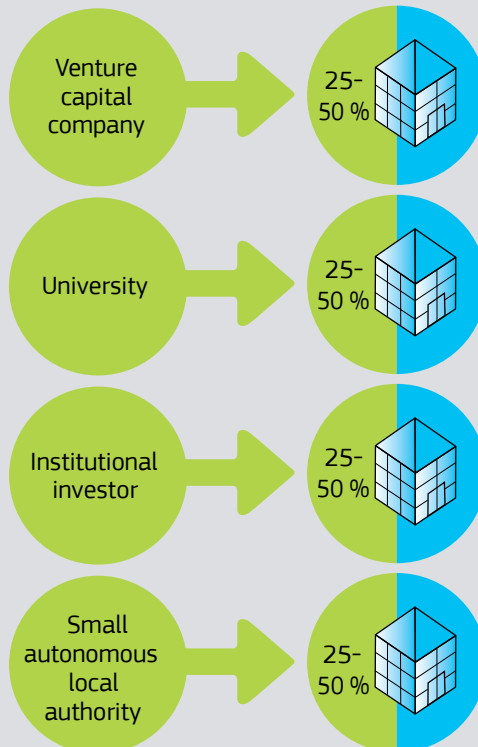 Venture
capital
company
25-
50 %
University
25-
50 %
Institutional
investor
25-
50 %
Small
autonomous
local
authority
25-
50 %